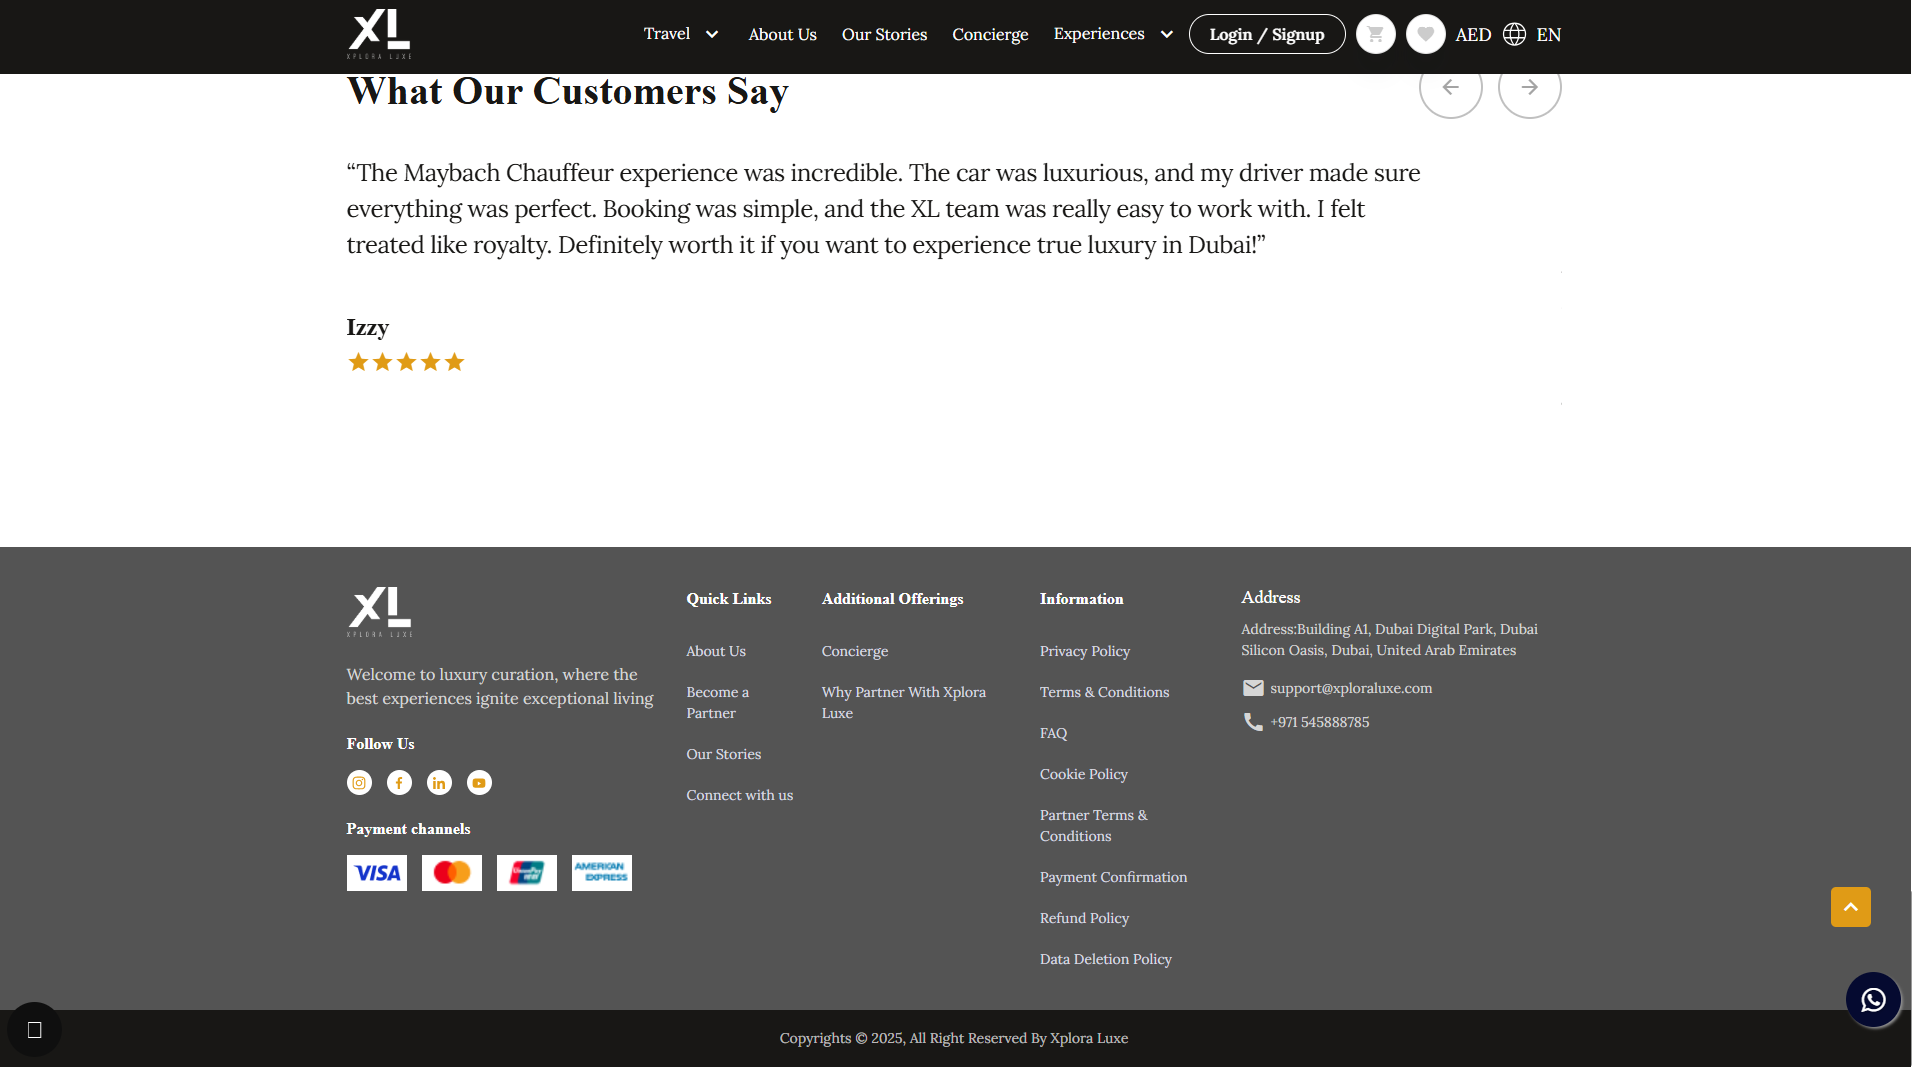 XL
XPLORA LUXE
Travel
About Us
Our Stories
Concierge
Experiences
Login / Signup
AED
EN
What Our Customers Say
“The Maybach Chauffeur experience was incredible. The car was luxurious, and my driver made sure
everything was perfect. Booking was simple, and the XL team was really easy to work with. I felt
treated like royalty. Definitely worth it if you want to experience true luxury in Dubai!”
Izzy
XL
XPLORA LUXE
Welcome to luxury curation, where the
best experiences ignite exceptional living
Follow Us
Payment channels
VISA
UnionPay
AMERICAN
EXPRESS
Quick Links
About Us
Become a
Partner
Our Stories
Connect with us
Additional Offerings
Concierge
Why Partner With Xplora
Luxe
Information
Privacy Policy
Terms & Conditions
FAQ
Cookie Policy
Partner Terms &
Conditions
Payment Confirmation
Refund Policy
Data Deletion Policy
Address
Address:Building A1, Dubai Digital Park, Dubai
Silicon Oasis, Dubai, United Arab Emirates
support@xploraluxe.com
+971 545888785
Copyrights © 2025, All Right Reserved By Xplora Luxe